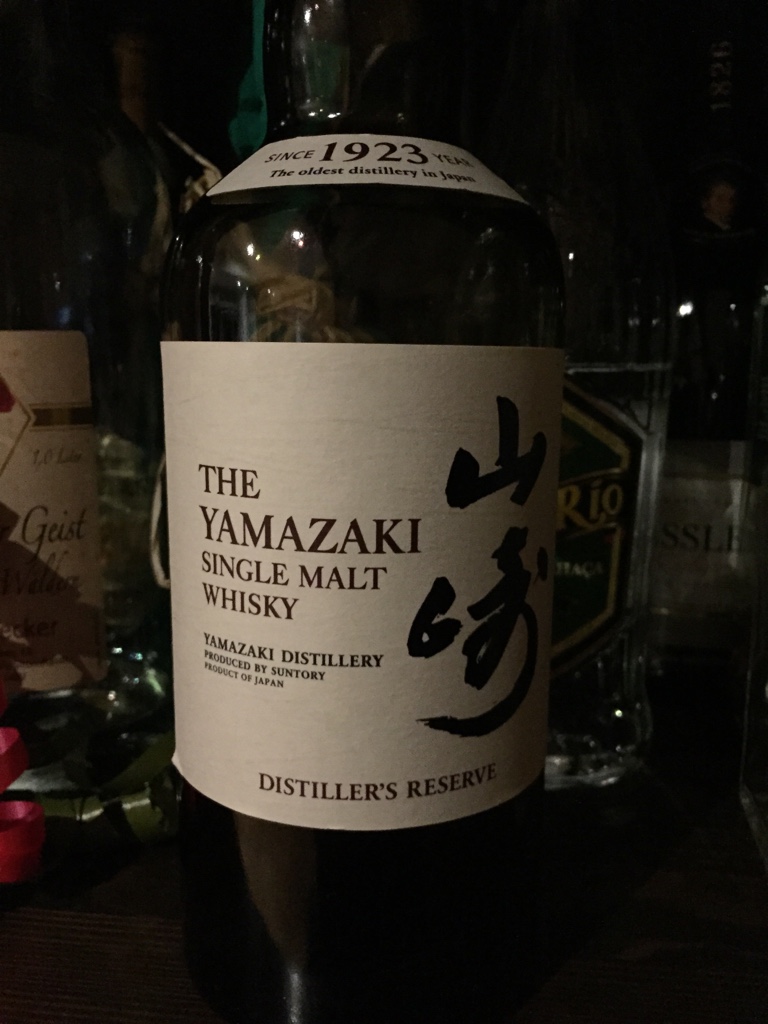 SINCE 1923 YEAR
The oldest distillery in Japan
山崎
THE
YAMAZAKI
SINGLE MALT
WHISKY
YAMAZAKI DISTILLERY
PRODUCED BY SUNTORY
PRODUCT OF JAPAN
DISTILLER'S RESERVE
1,0 Liter
Geist
RIO
1826